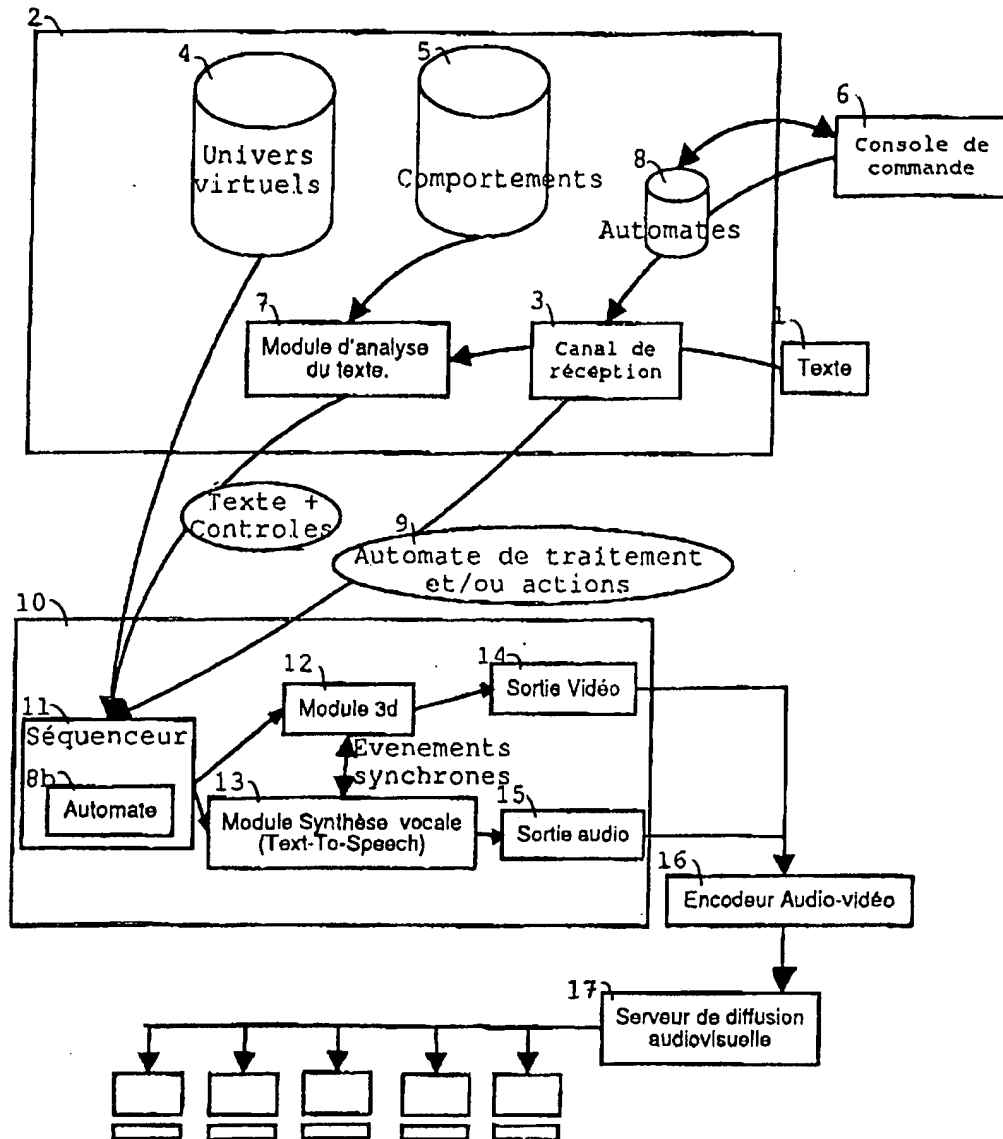 2
4
5
6
Univers
virtuels
Comportements
8
Automates
Console de
commande
7
Module d'analyse
du texte.
3
Canal de
réception
1
Texte
Texte +
Controles
9
Automate de traitement
et/ou actions
10
11
Séquenceur
8b
Automate
12
Module 3d
Evenements
synchrones
13
Module Synthèse vocale
(Text-To-Speech)
14
Sortie Vidéo
15
Sortie audio
16
Encodeur Audio-vidéo
17
Serveur de diffusion
audiovisuelle